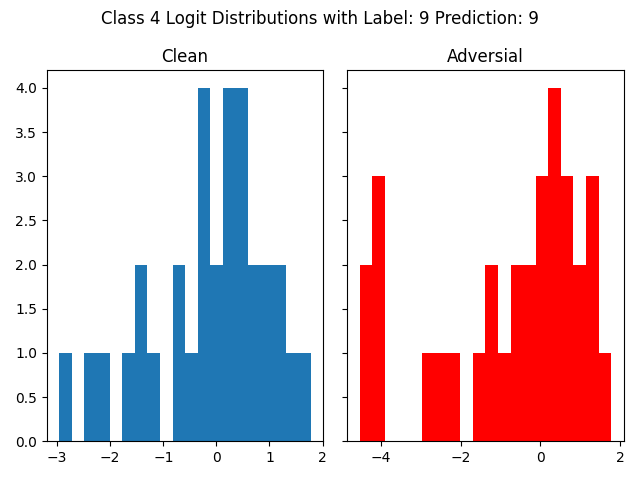 Class 4 Logit Distributions with Label: 9 Prediction: 9
Clean
Adversial
4.0
3.5
3.0
2.5
2.0
1.5
1.0
0.5
0.0
−3 −2 −1 0 1 2
−4 −2 0 2